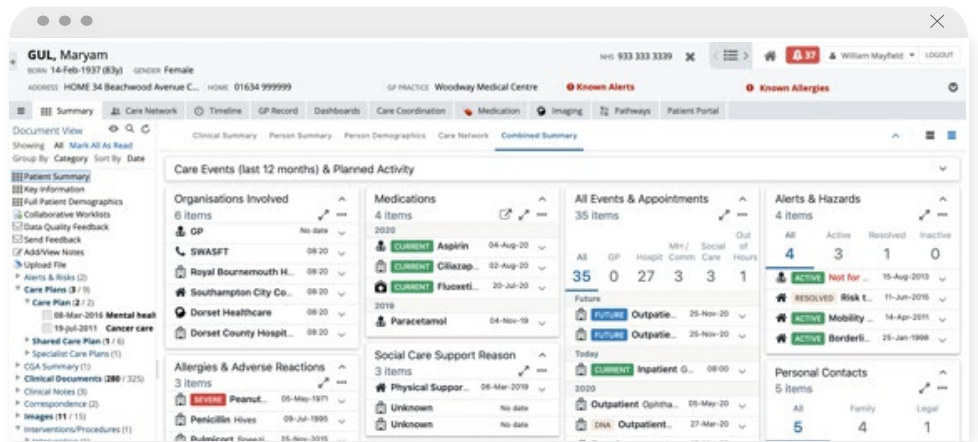 GUL, Maryam
BORN 14-Feb-1937 (83y) GENDER Female
NHS 933 333 3339
37
William Mayfield
LOGOUT
ADDRESS HOME 34 Beachwood Avenue C... HOME 01634 999999
GP PRACTICE Woodway Medical Centre
Known Alerts
Known Allergies
Summary Care Network Timeline GP Record Dashboards Care Coordination Medication Imaging Pathways Patient Portal
Document View
Showing All Mark All As Read
Group By Category Sort By Date
Patient Summary
Key Information
Full Patient Demographics
Collaborative Worklists
Data Quality Feedback
Send Feedback
Add/View Notes
Upload File
Alerts & Risks (2)
Care Plans (3 / 9)
Care Plan (2 / 2)
08-Mar-2016 Mental heal
19-Jul-2011 Cancer care
Shared Care Plan (1 / 6)
Specialist Care Plans (1)
CGA Summary (1)
Clinical Documents (280 / 325)
Clinical Notes (3)
Correspondence (2)
Images (11 / 15)
Interventions/Procedures (1)
Clinical Summary Person Summary Person Demographics Care Network Combined Summary
Care Events (last 12 months) & Planned Activity
Organisations Involved
6 items
GP No date
SWASFT 08:20
Royal Bournemouth H... 08:20
Southampton City Co... 08:20
Dorset Healthcare 08:20
Dorset County Hospit... 08:20
Allergies & Adverse Reactions
3 items
SEVERE Peanut... 05-May-1971
Penicillin Hives 09-Jul-1995
Pulmicort 25-Nov-2015
Medications
4 items
2020
CURRENT Aspirin 04-Aug-20
CURRENT Cilazap... 02-Aug-20
CURRENT Fluoxeti... 20-Jul-20
2019
Paracetamol 04-Nov-19
Social Care Support Reason
3 items
Physical Suppor... 06-Mar-2019
Unknown No date
Unknown No date
All Events & Appointments
35 items
All GP Hospit MH / Comm Social Care Out of Hours
35 0 27 3 3 1
Future
FUTURE Outpatie... 25-Nov-20
FUTURE Outpatie... 25-Nov-20
Today
CURRENT Inpatient G... 08:00
2020
Outpatient Ophtha... 05-May-20
DNA Outpatient... 27-Mar-20
Alerts & Hazards
4 items
All Active Resolved Inactive
4 3 1 0
ACTIVE Not for ... 15-Aug-2013
RESOLVED Risk t... 11-Jun-2015
ACTIVE Mobility ... 14-Apr-2011
ACTIVE Borderli... 25-Jan-1998
Personal Contacts
5 items
All Family Legal
5 4 1